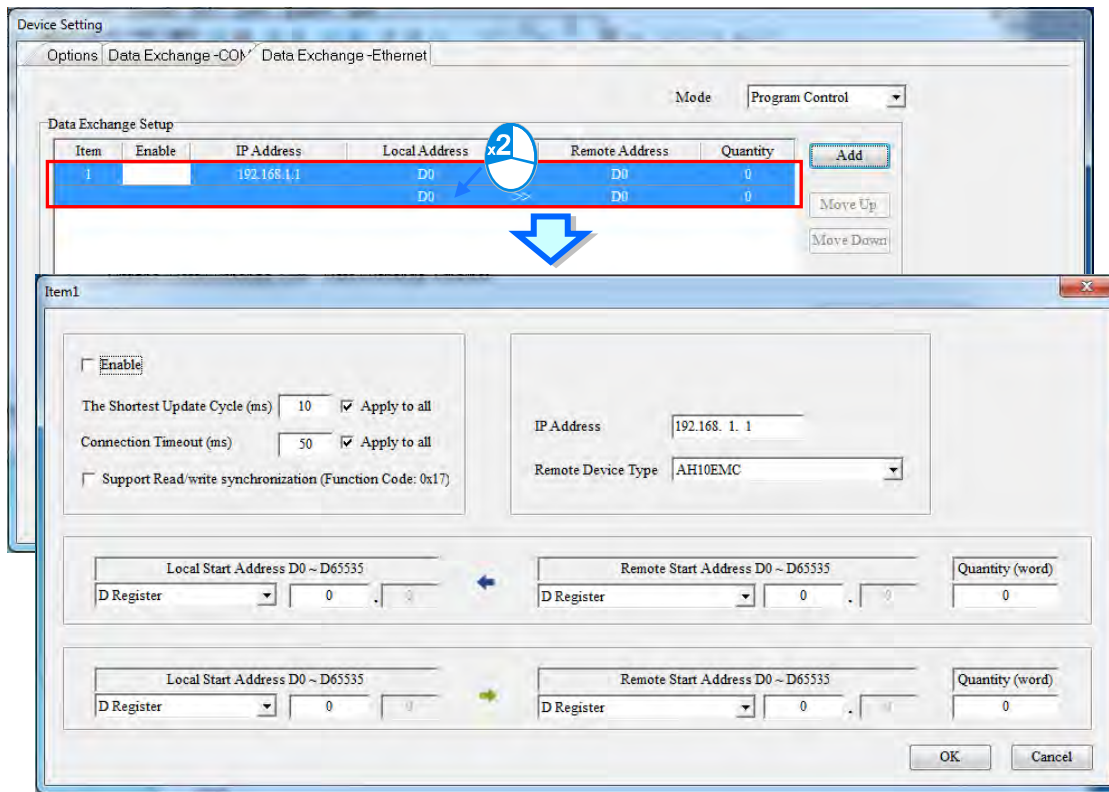 Device Setting
Options Data Exchange -COM Data Exchange -Ethernet
Mode Program Control
Data Exchange Setup
Item Enable IP Address Local Address Remote Address Quantity
x2
Add
1 192.168.1.1 D0 D0 0
D0 >> D0 0
Move Up
Move Down
Item1
Enable
The Shortest Update Cycle (ms) 10 Apply to all
IP Address 192.168. 1. 1
Connection Timeout (ms) 50 Apply to all
Remote Device Type AH10EMC
Support Read/write synchronization (Function Code: 0x17)
Local Start Address D0 ~ D65535 Remote Start Address D0 ~ D65535 Quantity (word)
D Register 0 . 0 D Register 0 . 0 0
Local Start Address D0 ~ D65535 Remote Start Address D0 ~ D65535 Quantity (word)
D Register 0 0 D Register 0 . 0 0
OK Cancel